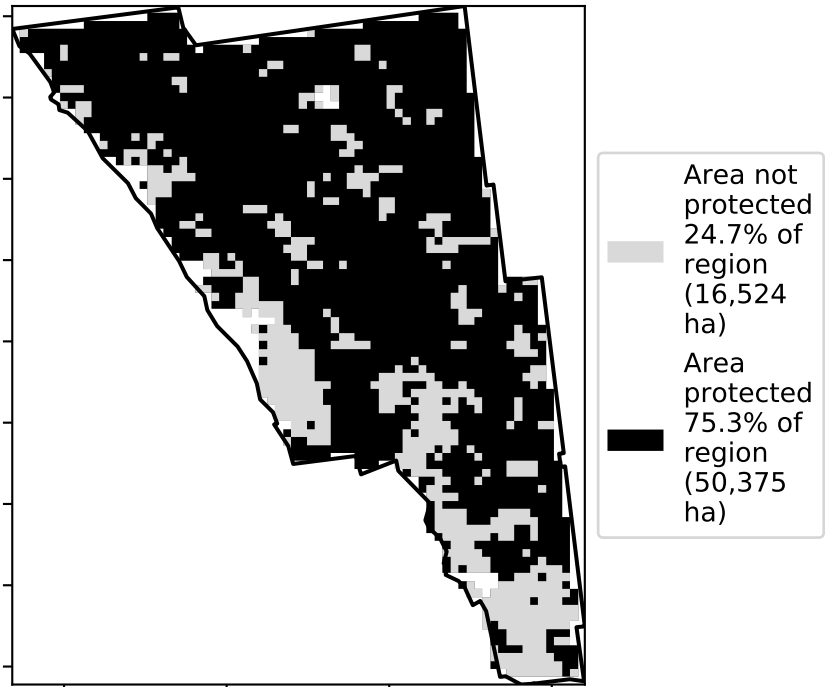 Area not
protected
24.7% of
region
(16,524
ha)
Area
protected
75.3% of
region
(50,375
ha)